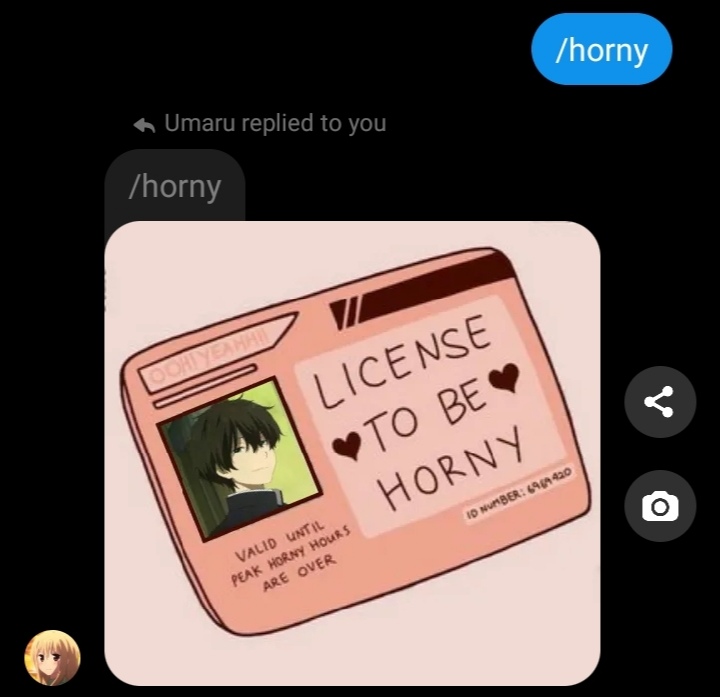 /horny
Umaru replied to you
/horny
OOH! YEAHH!!
LICENSE
TO BE
HORNY
ID NUMBER: 6969420
VALID UNTIL
PEAK HORNY HOURS
ARE OVER